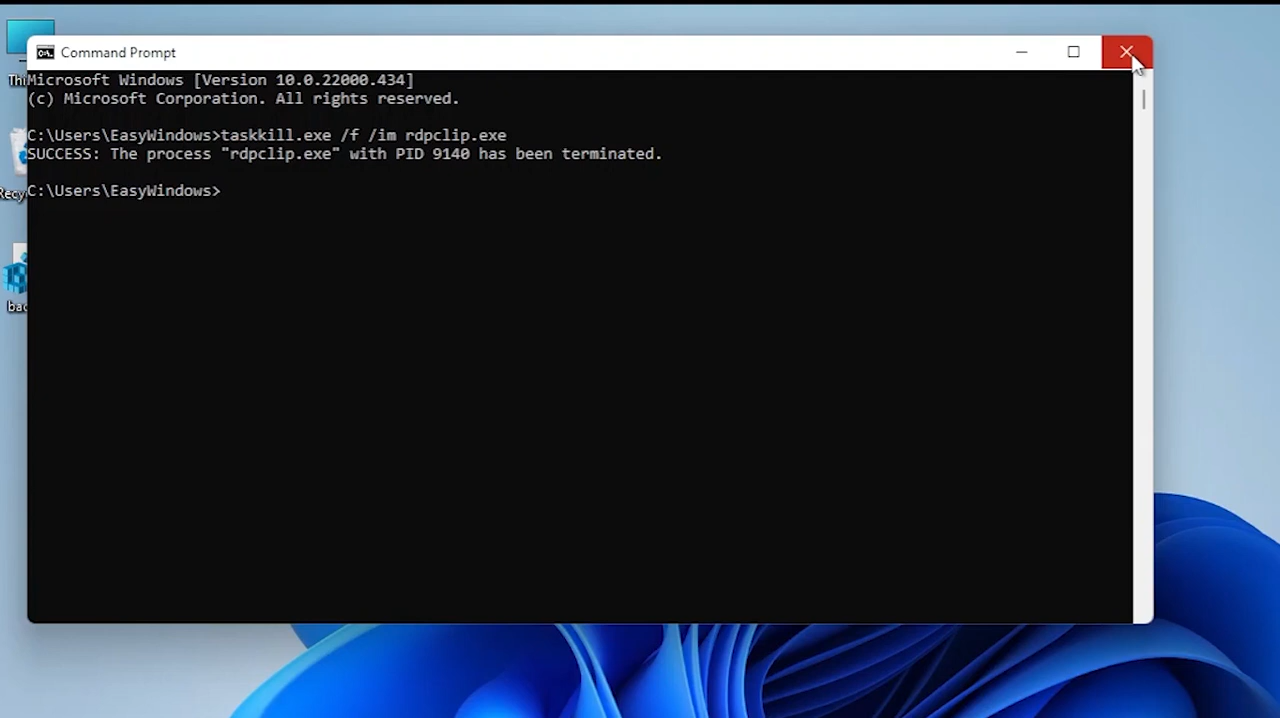 Command Prompt
Microsoft Windows [Version 10.0.22000.434]
(c) Microsoft Corporation. All rights reserved.
C:\Users\EasyWindows>taskkill.exe /f /im rdpclip.exe
SUCCESS: The process "rdpclip.exe" with PID 9140 has been terminated.
C:\Users\EasyWindows>